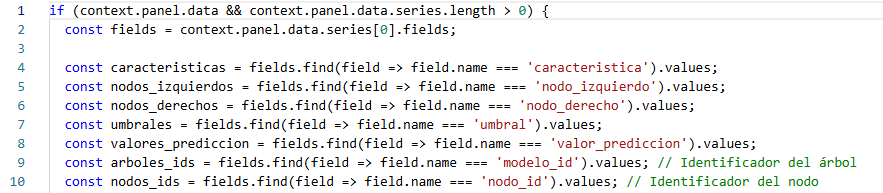 1 if (context.panel.data && context.panel.data.series.length > 0) {
2 const fields = context.panel.data.series[0].fields;
3
4 const caracteristicas = fields.find(field => field.name === 'caracteristica').values;
5 const nodos_izquierdos = fields.find(field => field.name === 'nodo_izquierdo').values;
6 const nodos_derechos = fields.find(field => field.name === 'nodo_derecho').values;
7 const umbrales = fields.find(field => field.name === 'umbral').values;
8 const valores_prediccion = fields.find(field => field.name === 'valor_prediccion').values;
9 const arboles_ids = fields.find(field => field.name === 'modelo_id').values; // Identificador del árbol
10 const nodos_ids = fields.find(field => field.name === 'nodo_id').values; // Identificador del nodo